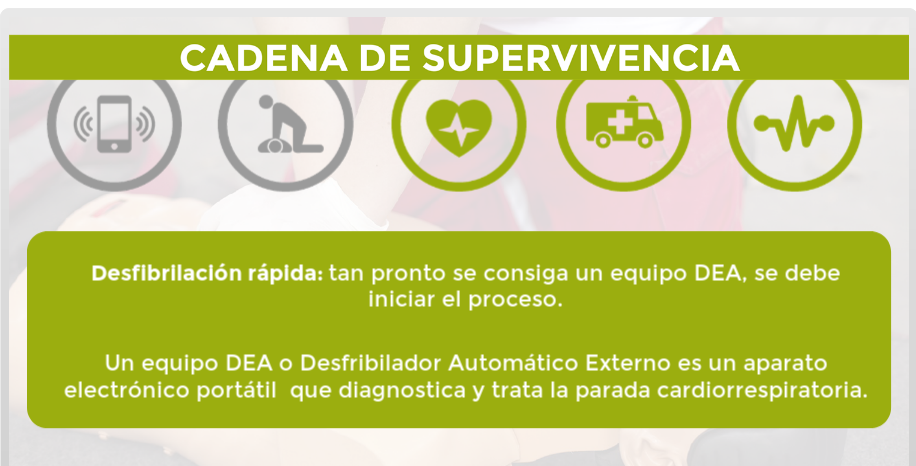 CADENA DE SUPERVIVENCIA
Desfibrilación rápida: tan pronto se consiga un equipo DEA, se debe
iniciar el proceso.
Un equipo DEA o Desfribilador Automático Externo es un aparato
electrónico portátil que diagnostica y trata la parada cardiorrespiratoria.